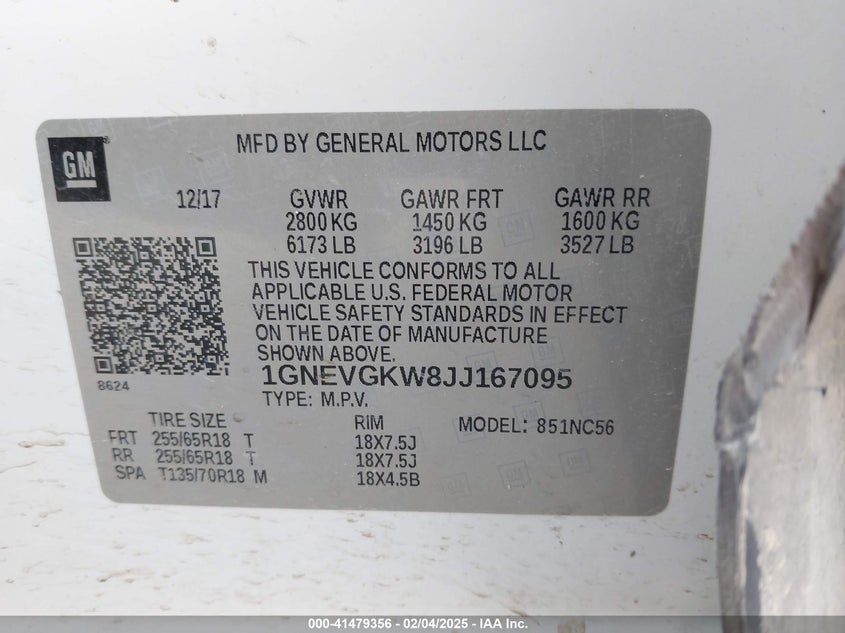 GM
MFD BY GENERAL MOTORS LLC
12/17 GVWR GAWR FRT GAWR RR
2800 KG 1450 KG 1600 KG
6173 LB 3196 LB 3527 LB
THIS VEHICLE CONFORMS TO ALL
APPLICABLE U.S. FEDERAL MOTOR
VEHICLE SAFETY STANDARDS IN EFFECT
ON THE DATE OF MANUFACTURE
SHOWN ABOVE.
8624
1GNEVGKW8JJ167095
TYPE: M.P.V.
TIRE SIZE RIM MODEL: 851NC56
FRT 255/65R18 T 18X7.5J
RR 255/65R18 T 18X7.5J
SPA T135/70R18 M 18X4.5B
000-41479356 - 02/04/2025 - IAA Inc.